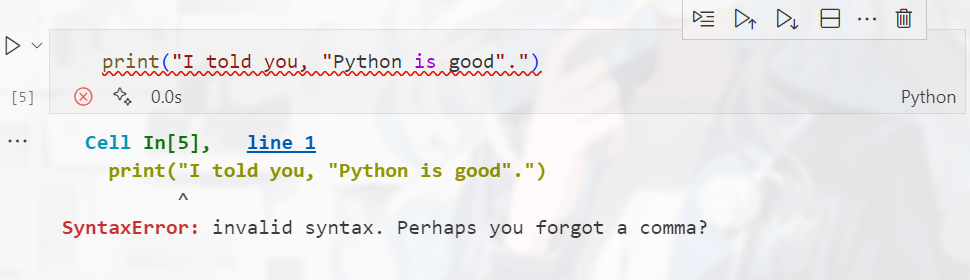 print("I told you, "Python is good".")
[5]
0.0s
Python
Cell In[5], line 1
print("I told you, "Python is good".")
^
SyntaxError: invalid syntax. Perhaps you forgot a comma?